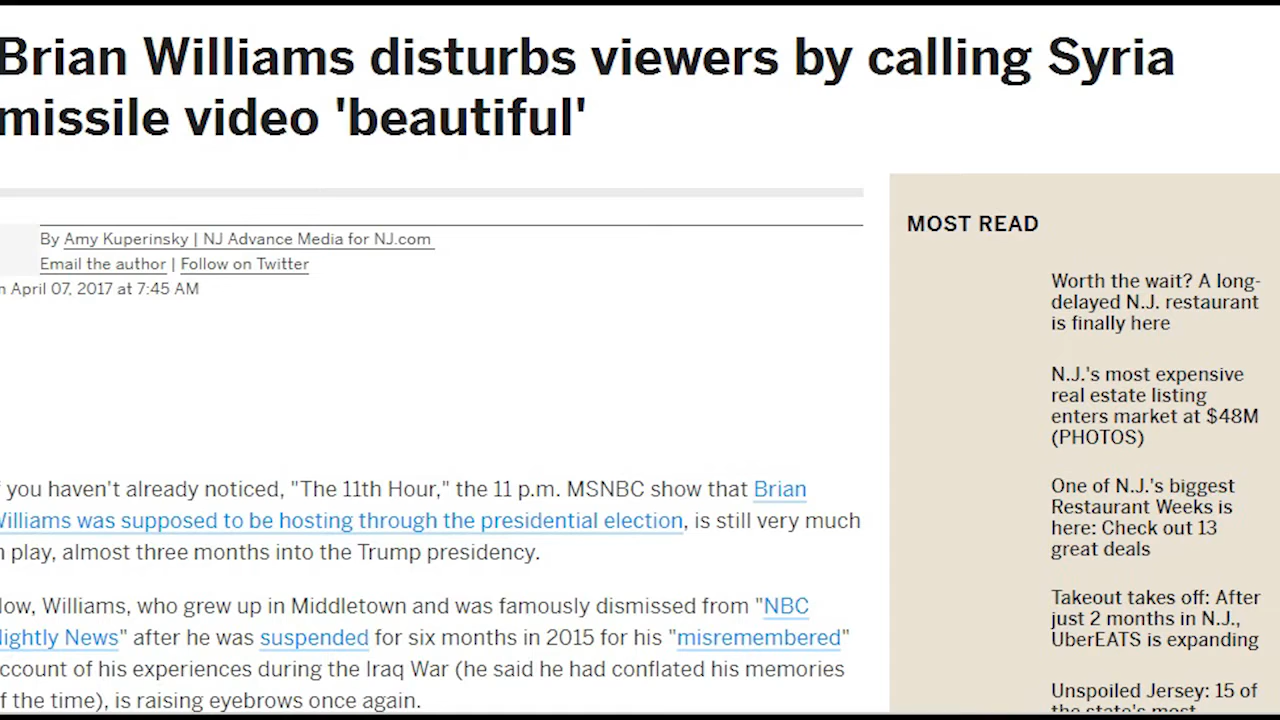 Brian Williams disturbs viewers by calling Syria
missile video 'beautiful'
By Amy Kuperinsky | NJ Advance Media for NJ.com
Email the author | Follow on Twitter
April 07, 2017 at 7:45 AM
you haven't already noticed, "The 11th Hour," the 11 p.m. MSNBC show that Brian
Williams was supposed to be hosting through the presidential election, is still very much
play, almost three months into the Trump presidency.
Now, Williams, who grew up in Middletown and was famously dismissed from "NBC
Nightly News" after he was suspended for six months in 2015 for his "misremembered"
account of his experiences during the Iraq War (he said he had conflated his memories
of the time), is raising eyebrows once again.
MOST READ
Worth the wait? A long-
delayed N.J. restaurant
is finally here
N.J.'s most expensive
real estate listing
enters market at $48M
(PHOTOS)
One of N.J.'s biggest
Restaurant Weeks is
here: Check out 13
great deals
Takeout takes off: After
just 2 months in N.J.,
UberEATS is expanding
Unspoiled Jersey: 15 of
the state's most